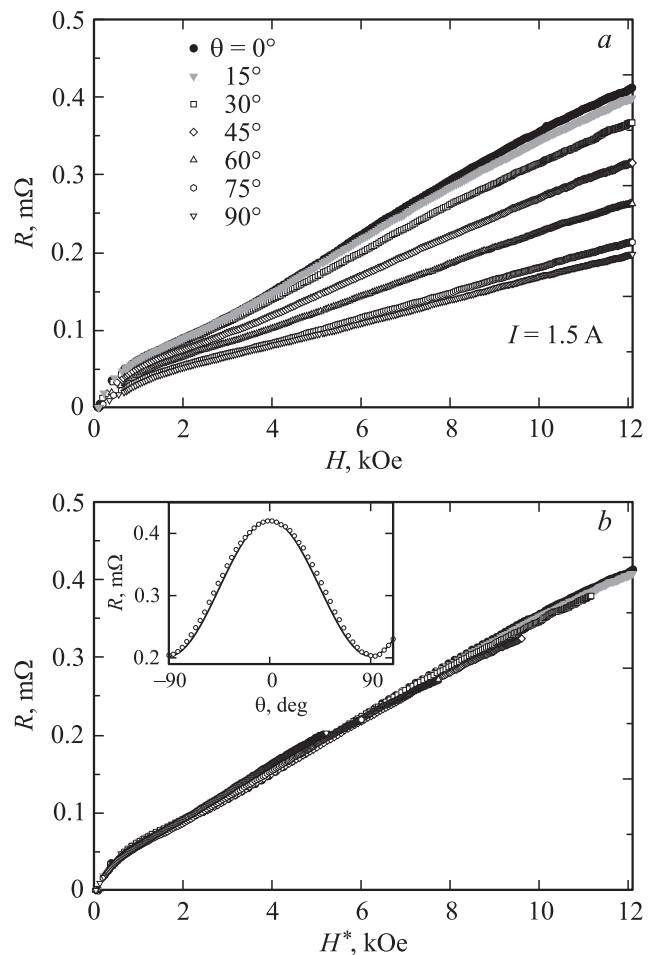 0.5
a
θ = 0°
15°
30°
45°
60°
75°
90°
0.4
0.3
0.2
0.1
0
R, mΩ
I = 1.5 A
0 2 4 6 8 10 12
H, kOe
0.5
b
0.4
0.3
0.2
0.1
0
R, mΩ
0.4
0.3
0.2
R, mΩ
–90 0 90
θ, deg
0 2 4 6 8 10 12
H*, kOe